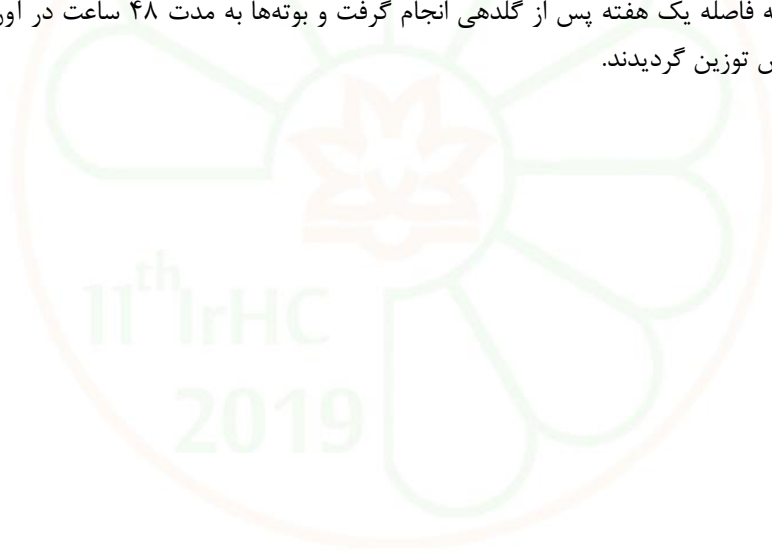 فاصله یک هفته پس از گلدهی انجام گرفت و بوته‌ها به مدت ۴۸ ساعت در
توزین گردیدند.
11th IrHC
2019